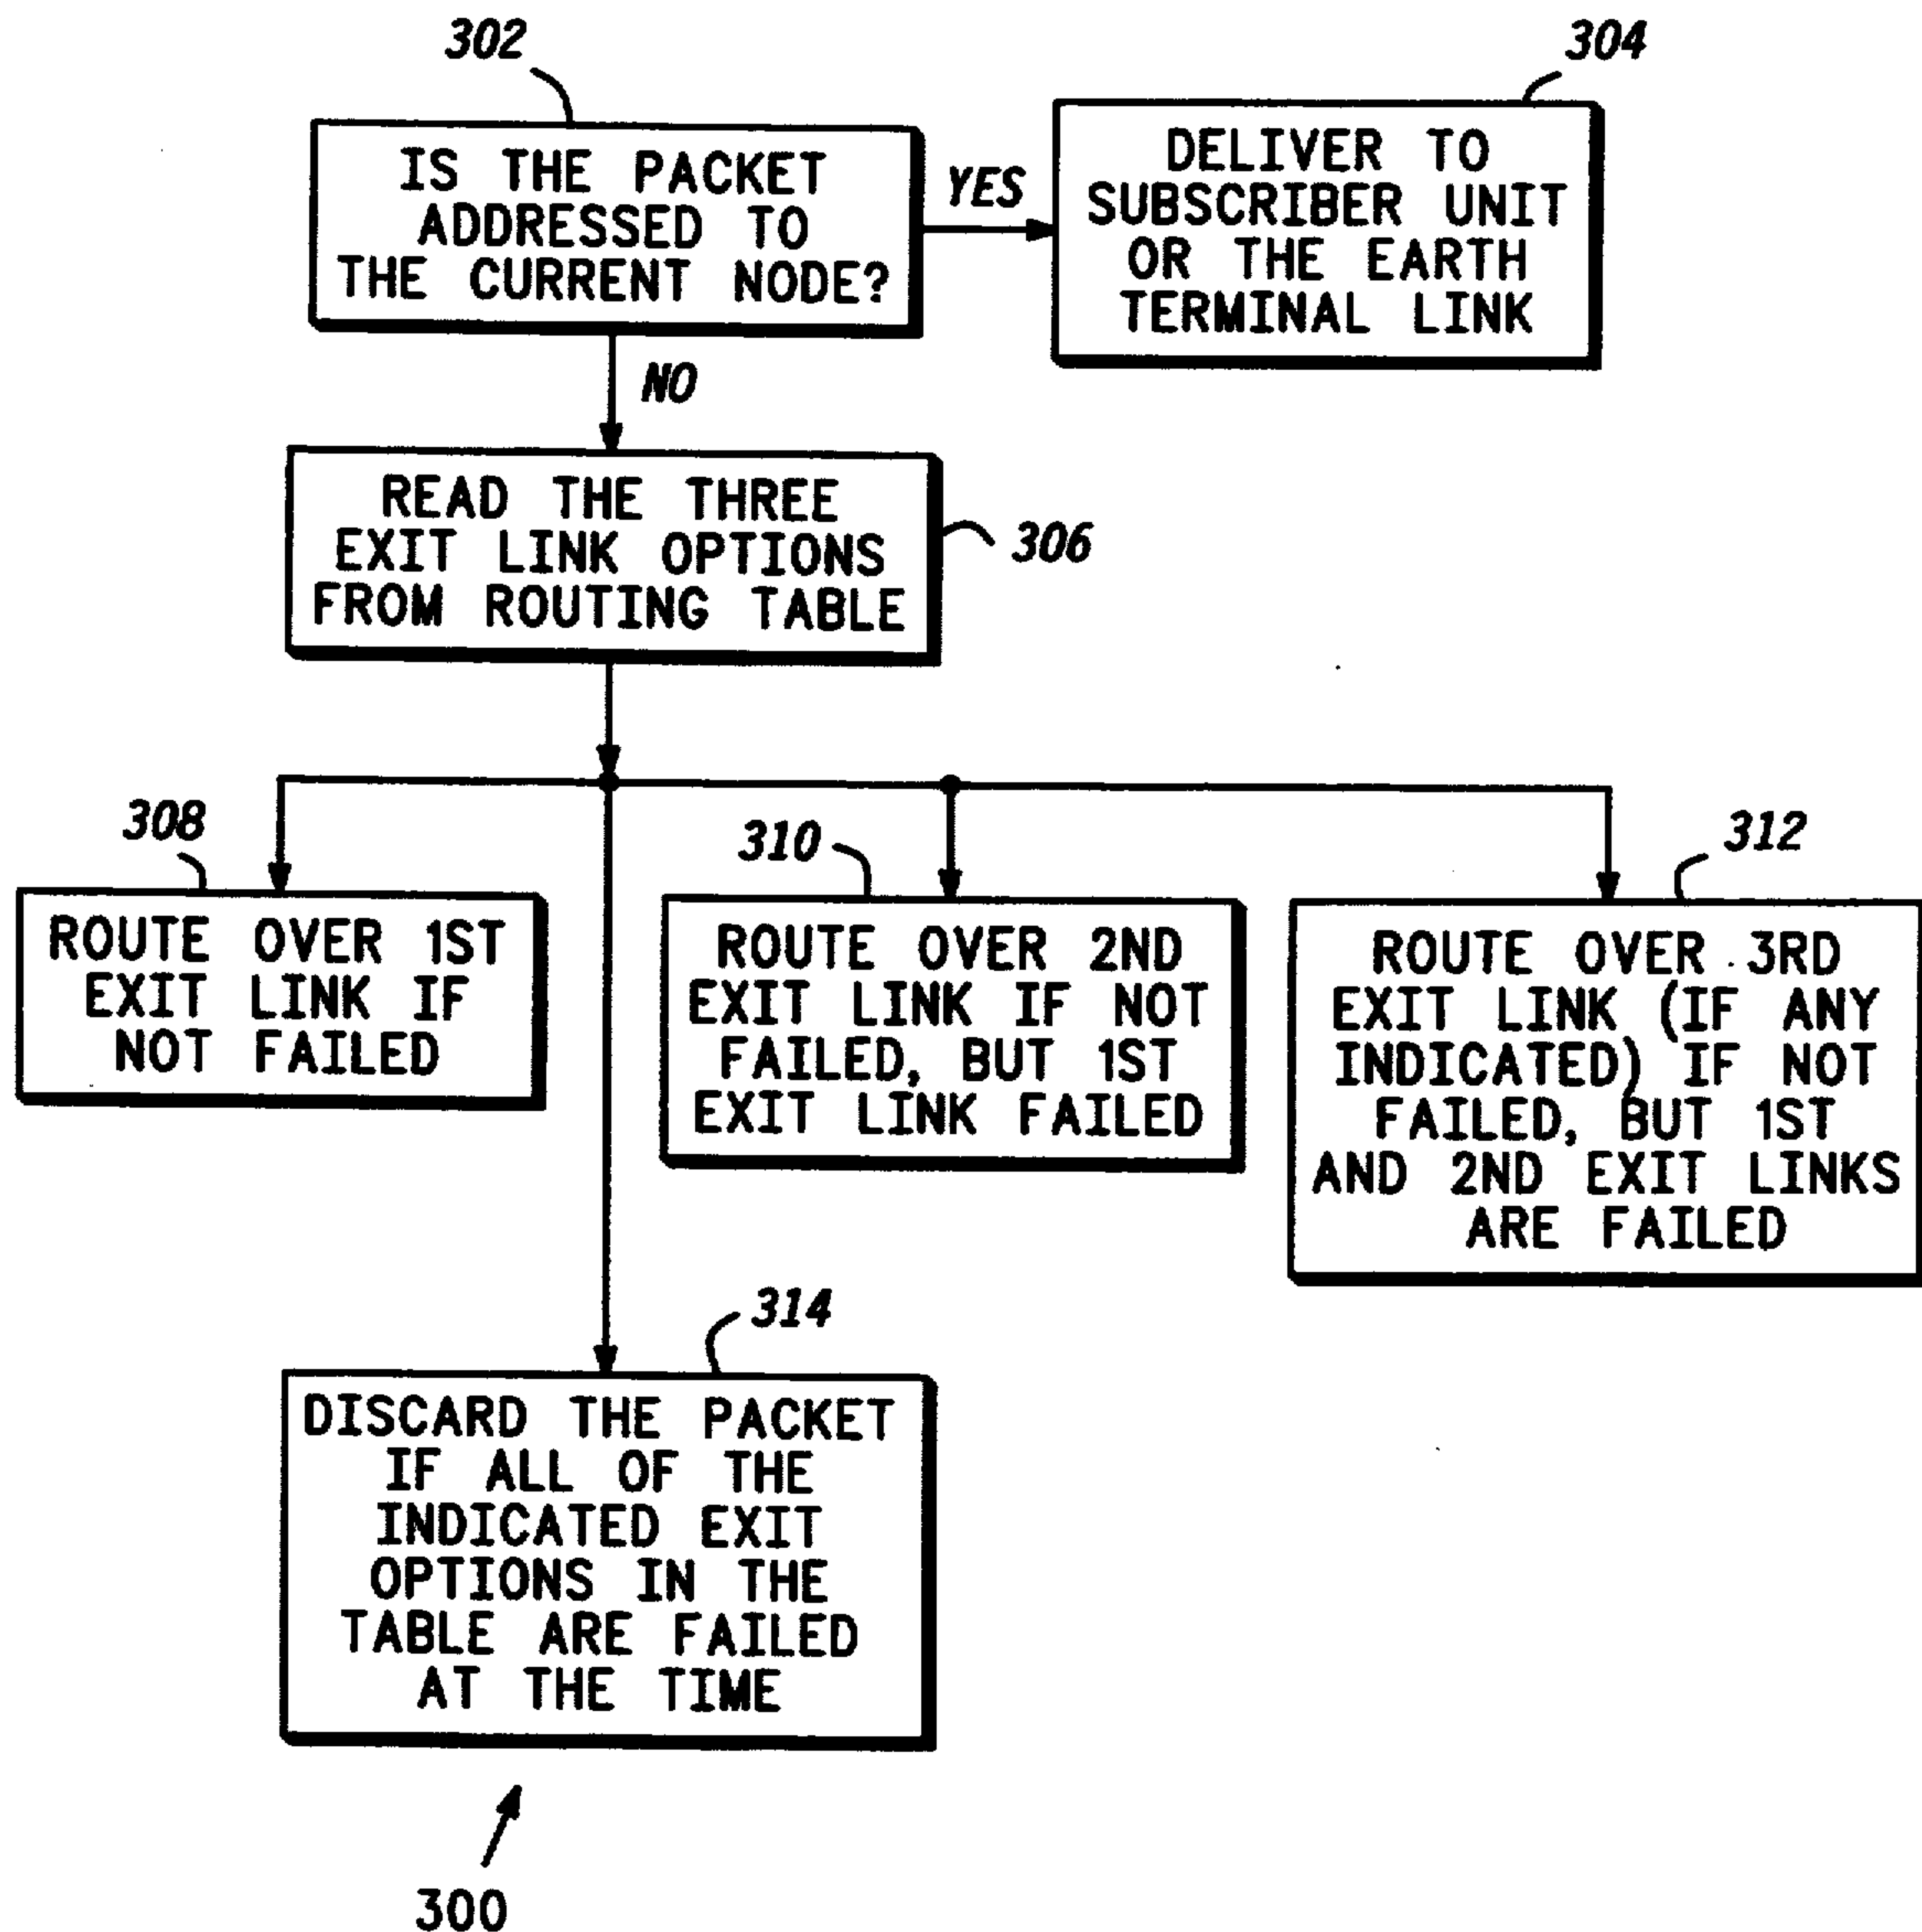 302
IS THE PACKET
ADDRESSED TO
THE CURRENT NODE?
YES
304
DELIVER TO
SUBSCRIBER UNIT
OR THE EARTH
TERMINAL LINK
NO
READ THE THREE
EXIT LINK OPTIONS
FROM ROUTING TABLE
306
308
ROUTE OVER 1ST
EXIT LINK IF
NOT FAILED
310
ROUTE OVER 2ND
EXIT LINK IF NOT
FAILED, BUT 1ST
EXIT LINK FAILED
312
ROUTE OVER 3RD
EXIT LINK (IF ANY
INDICATED) IF NOT
FAILED, BUT 1ST
AND 2ND EXIT LINKS
ARE FAILED
314
DISCARD THE PACKET
IF ALL OF THE
INDICATED EXIT
OPTIONS IN THE
TABLE ARE FAILED
AT THE TIME
300